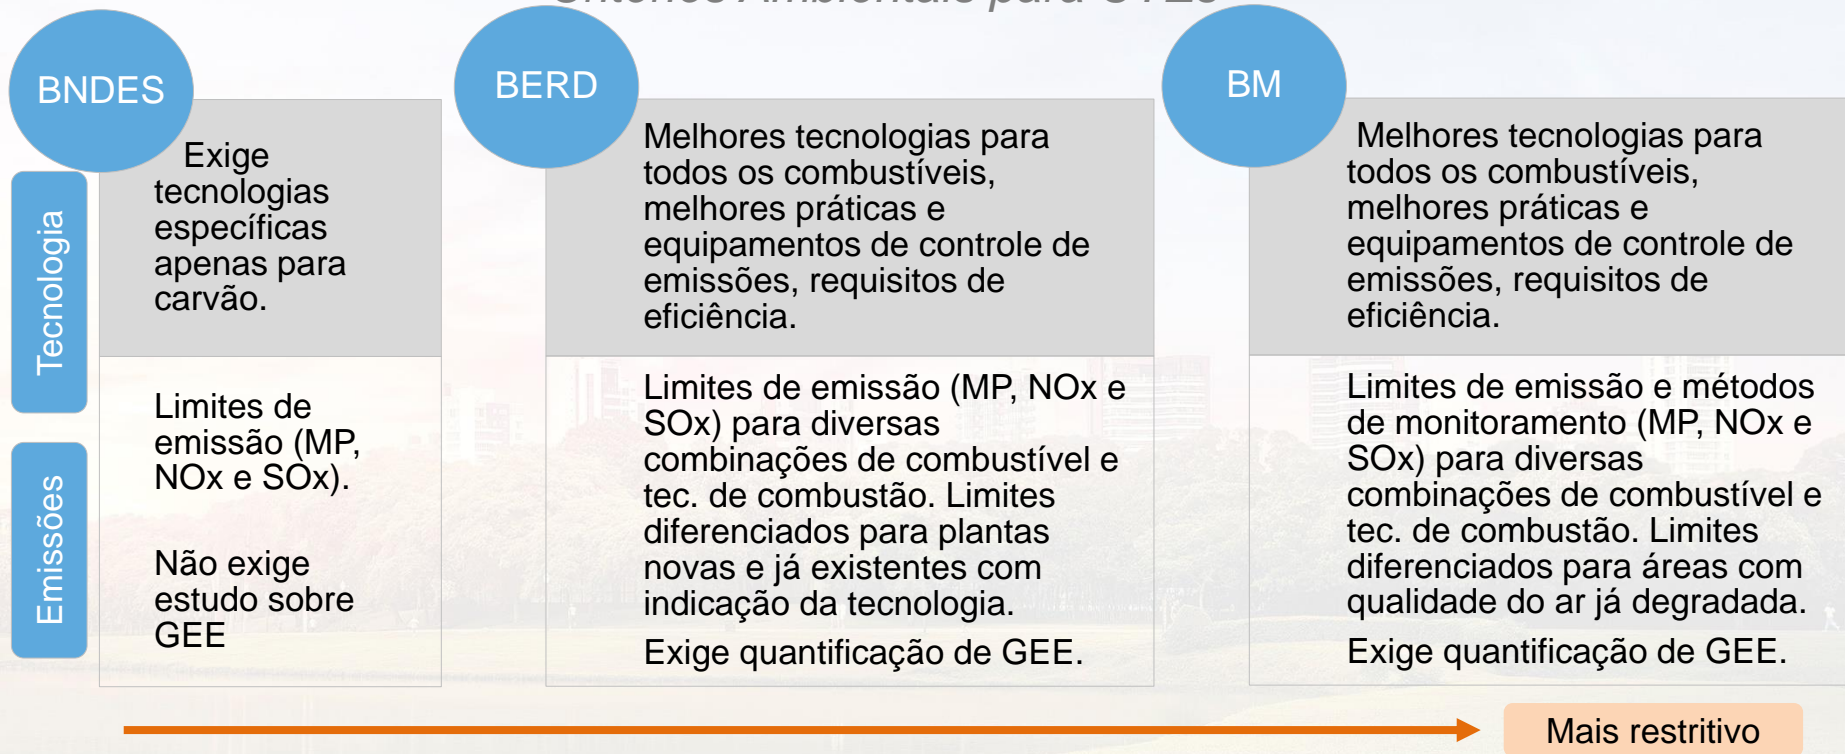 Critérios Ambientais para UTEs
BNDES
Exige
tecnologias
específicas
apenas para
carvão.
Limites de
emissão (MP,
NOx e SOx).
Não exige
estudo sobre
GEE
BERD
Melhores tecnologias para
todos os combustíveis,
melhores práticas e
equipamentos de controle de
emissões, requisitos de
eficiência.
Limites de emissão (MP, NOx e
SOx) para diversas
combinações de combustível e
tec. de combustão. Limites
diferenciados para plantas
novas e já existentes com
indicação da tecnologia.
Exige quantificação de GEE.
BM
Melhores tecnologias para
todos os combustíveis,
melhores práticas e
equipamentos de controle de
emissões, requisitos de
eficiência.
Limites de emissão e métodos
de monitoramento (MP, NOx e
SOx) para diversas
combinações de combustível e
tec. de combustão. Limites
diferenciados para áreas com
qualidade do ar já degradada.
Exige quantificação de GEE.
Tecnologia
Emissões
Mais restritivo